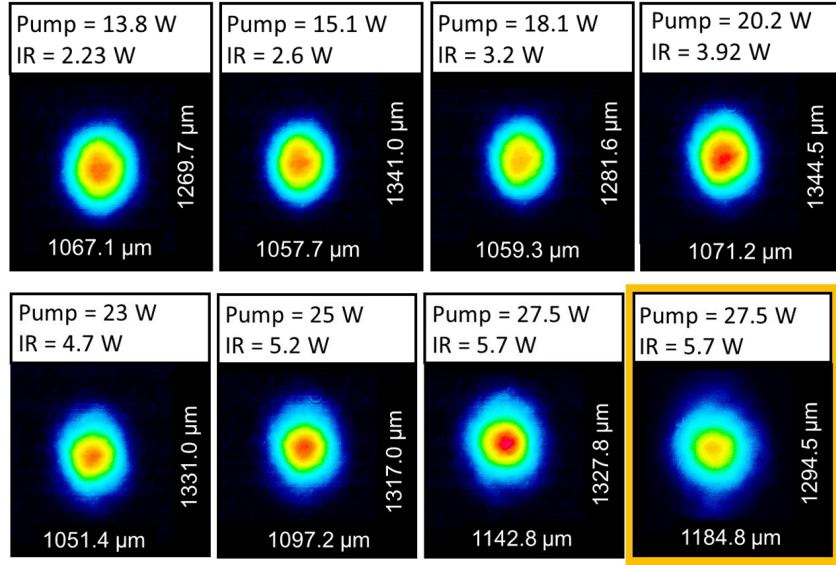 Pump = 13.8 W
IR = 2.23 W
1269.7 µm
1067.1 µm
Pump = 15.1 W
IR = 2.6 W
1341.0 µm
1057.7 µm
Pump = 18.1 W
IR = 3.2 W
1281.6 µm
1059.3 µm
Pump = 20.2 W
IR = 3.92 W
1344.5 µm
1071.2 µm
Pump = 23 W
IR = 4.7 W
1331.0 µm
1051.4 µm
Pump = 25 W
IR = 5.2 W
1317.0 µm
1097.2 µm
Pump = 27.5 W
IR = 5.7 W
1327.8 µm
1142.8 µm
Pump = 27.5 W
IR = 5.7 W
1294.5 µm
1184.8 µm